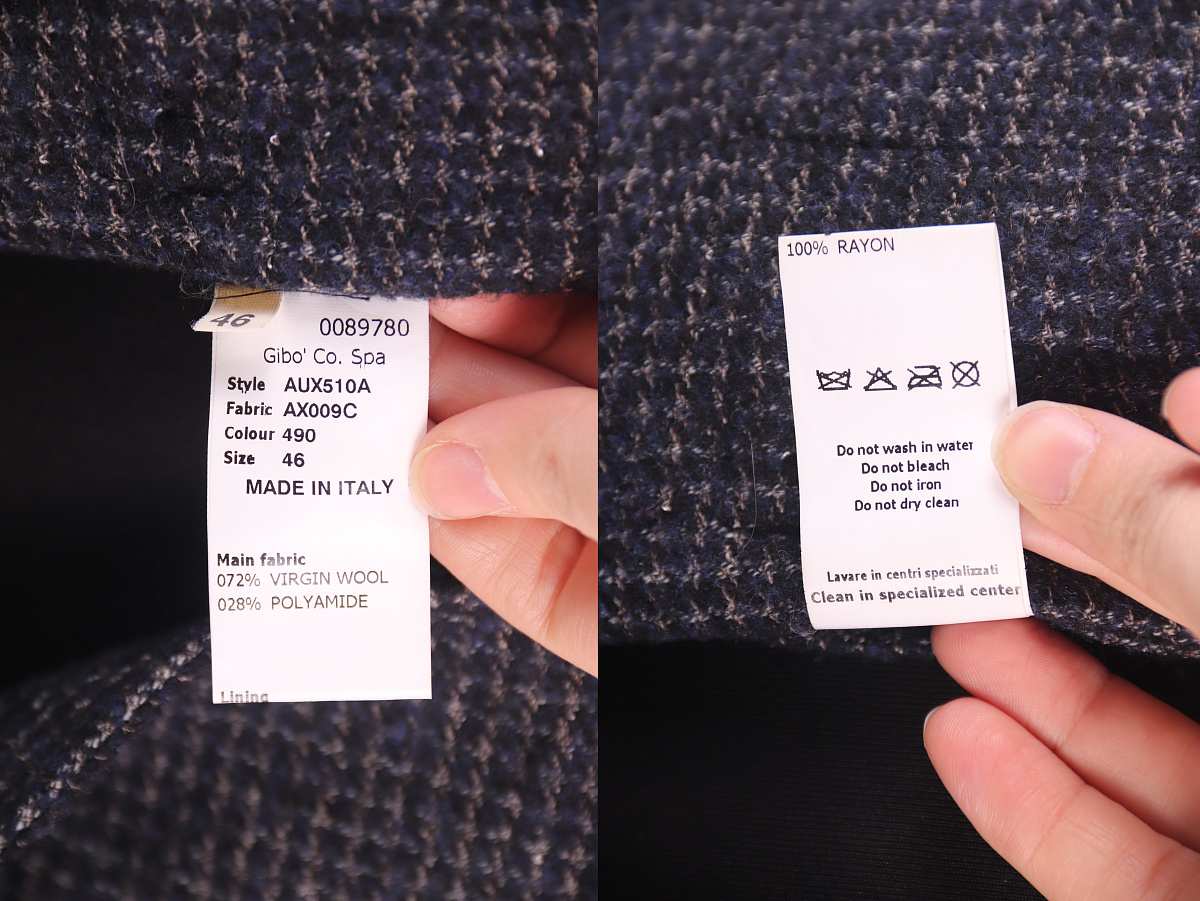 46
0089780
Gibo' Co. Spa
Style AUX510A
Fabric AX009C
Colour 490
Size 46
MADE IN ITALY
Main fabric
072% VIRGIN WOOL
028% POLYAMIDE
Lining
100% RAYON
Do not wash in water
Do not bleach
Do not iron
Do not dry clean
Lavare in centri specializzati
Clean in specialized center